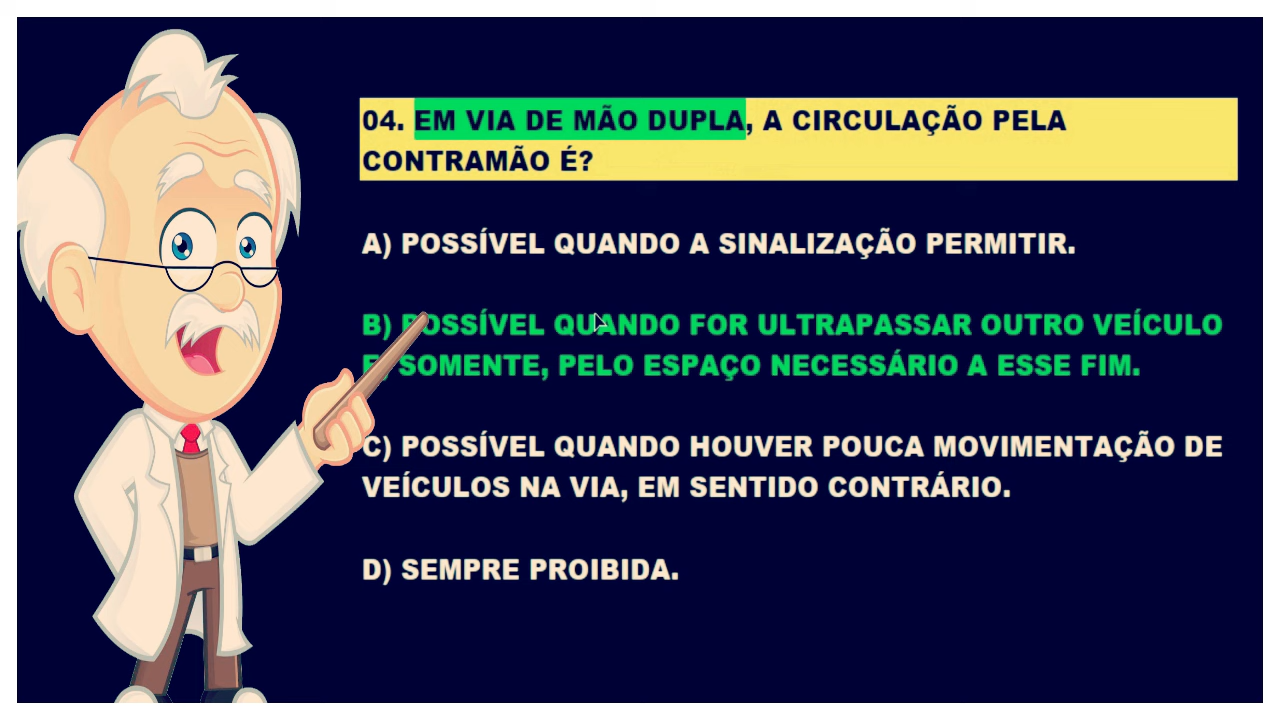 04. EM VIA DE MÃO DUPLA, A CIRCULAÇÃO PELA
CONTRAMÃO É?
A) POSSÍVEL QUANDO A SINALIZAÇÃO PERMITIR.
B) POSSÍVEL QUANDO FOR ULTRAPASSAR OUTRO VEÍCULO
E, SOMENTE, PELO ESPAÇO NECESSÁRIO A ESSE FIM.
C) POSSÍVEL QUANDO HOUVER POUCA MOVIMENTAÇÃO DE
VEÍCULOS NA VIA, EM SENTIDO CONTRÁRIO.
D) SEMPRE PROIBIDA.